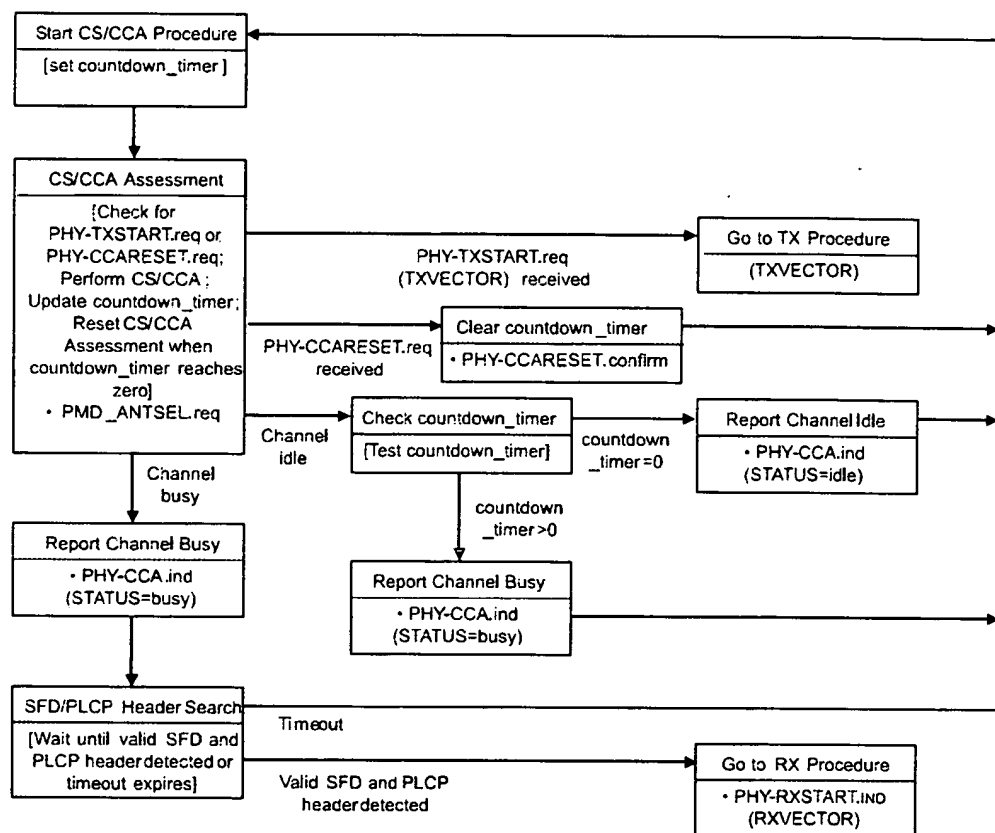 Start CS/CCA Procedure
[set countdown_timer]
CS/CCA Assessment
[Check for
PHY-TXSTART.req or
PHY-CCARESET.req;
Perform CS/CCA ;
Update countdown_timer;
Reset CS/CCA
Assessment when
countdown_timer reaches
zero]
• PMD_ANTSEL.req
PHY-TXSTART.req
(TXVECTOR) received
Go to TX Procedure
(TXVECTOR)
PHY-CCARESET.req
received
Clear countdown_timer
• PHY-CCARESET.confirm
Channel
idle
Check countdown_timer
[Test countdown_timer]
countdown
_timer=0
Report Channel Idle
• PHY-CCA.ind
(STATUS=idle)
Channel
busy
countdown
_timer>0
Report Channel Busy
• PHY-CCA.ind
(STATUS=busy)
Report Channel Busy
• PHY-CCA.ind
(STATUS=busy)
SFD/PLCP Header Search
[Wait until valid SFD and
PLCP header detected or
timeout expires]
Timeout
Valid SFD and PLCP
header detected
Go to RX Procedure
• PHY-RXSTART.IND
(RXVECTOR)